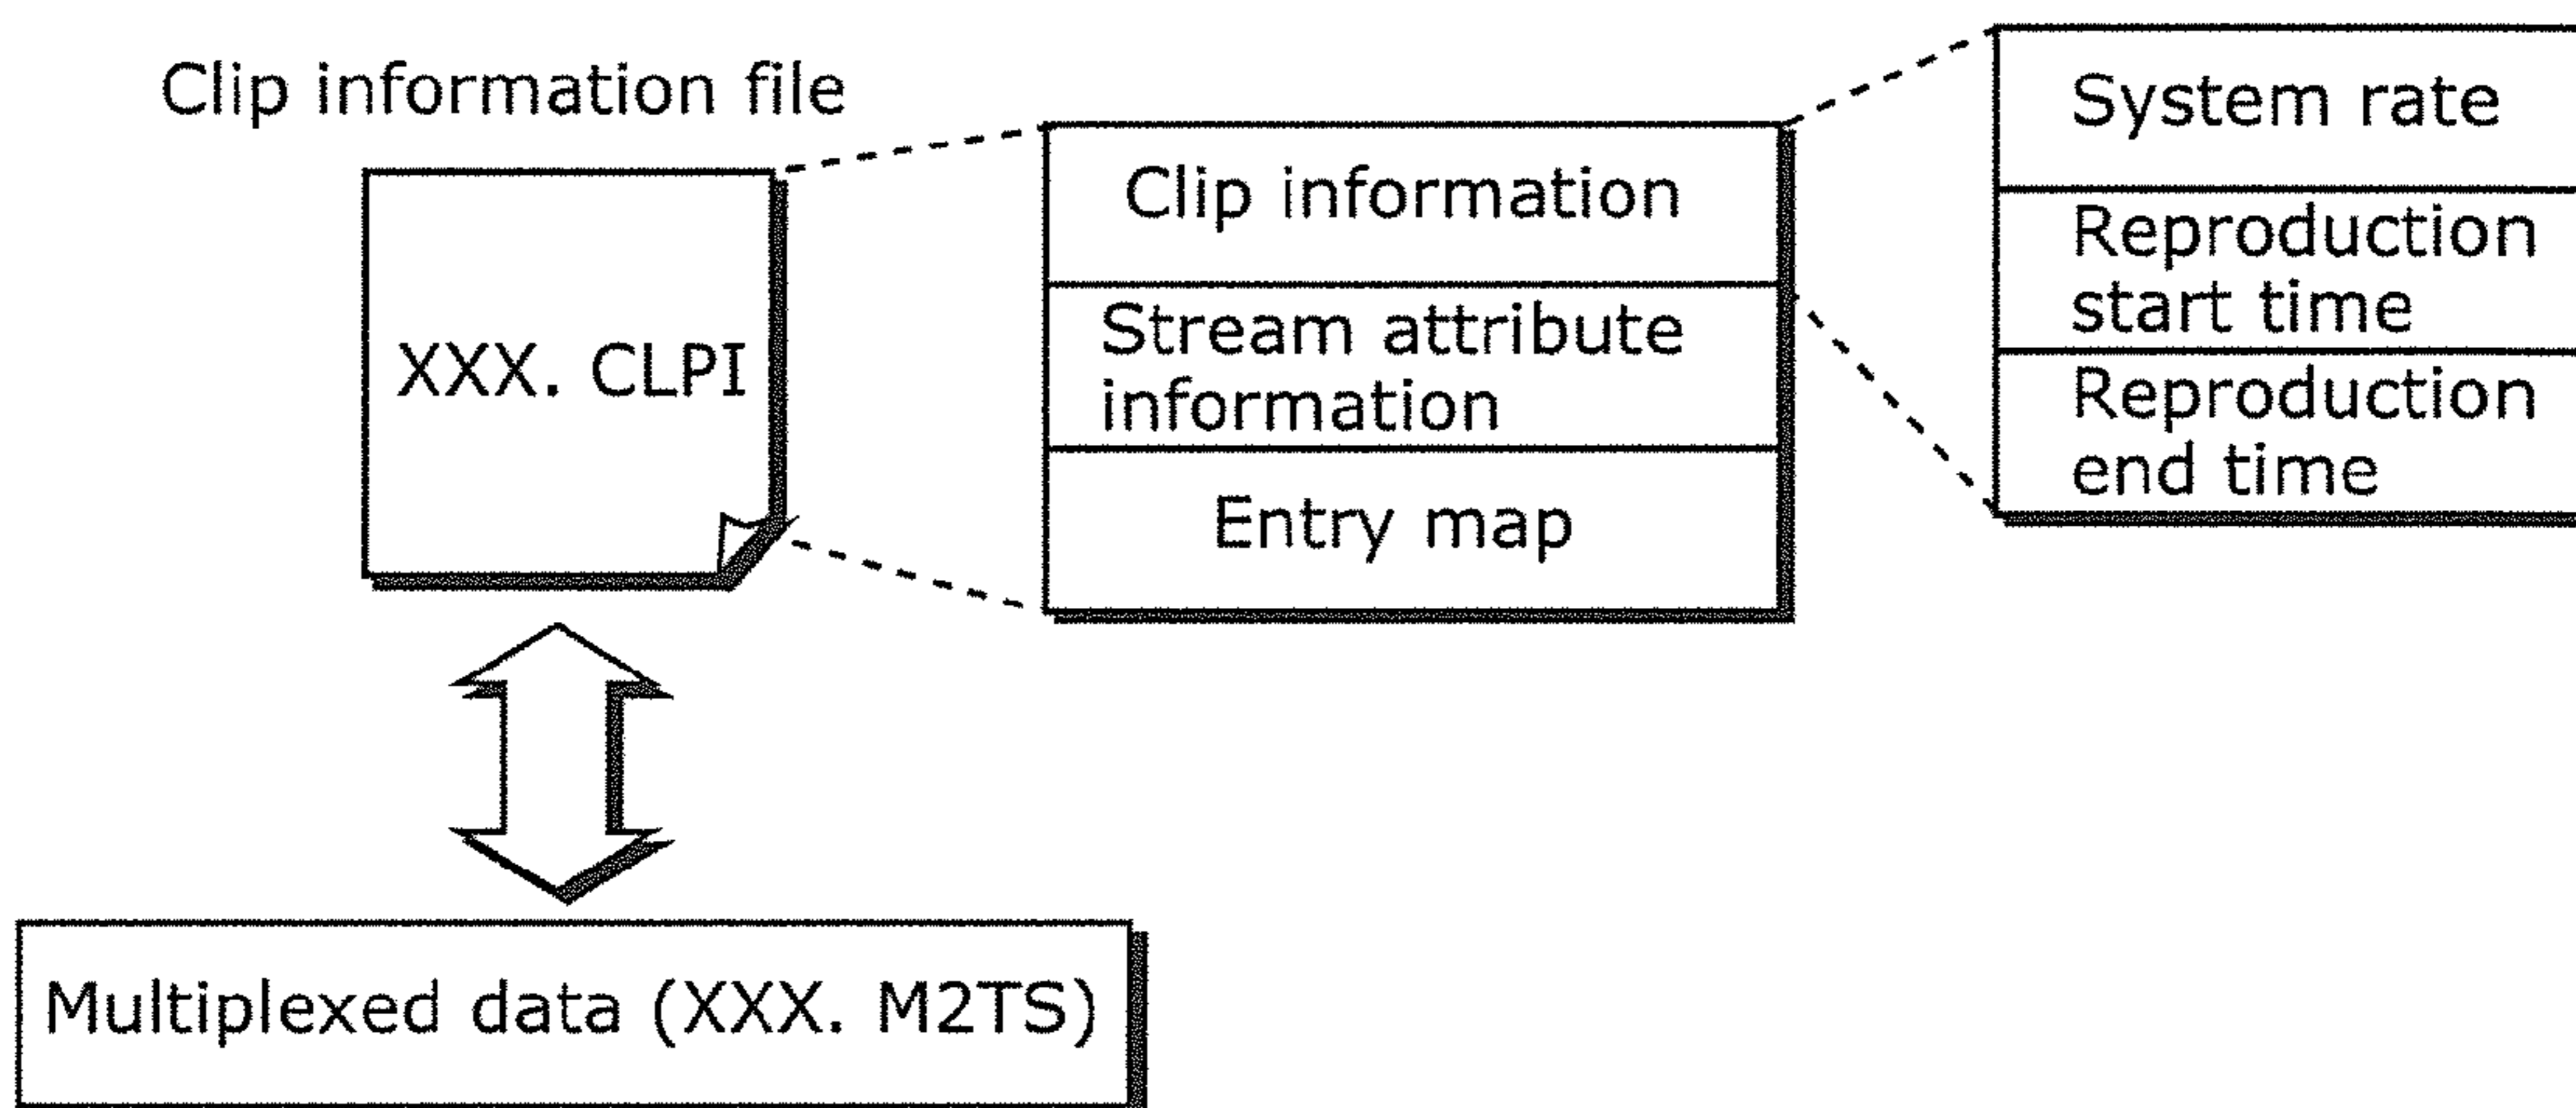 Clip information file
XXX. CLPI
Clip information
Stream attribute
information
Entry map
System rate
Reproduction
start time
Reproduction
end time
Multiplexed data (XXX. M2TS)